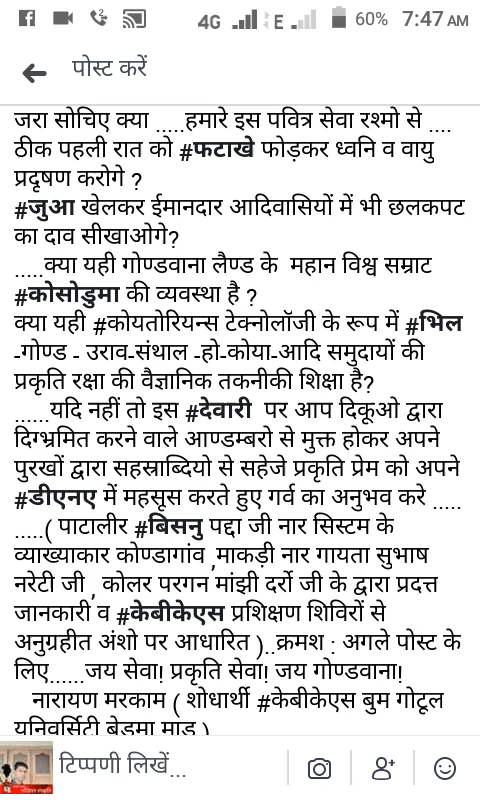 4G E 60% 7:47 AM
पोस्ट करें
जरा सोचिए क्या .....हमारे इस पवित्र सेवा रश्मो से ....
ठीक पहली रात को #फटाखे फोड़कर ध्वनि व वायु
प्रदृषण करोगे ?
#जुआ खेलकर ईमानदार आदिवासियों में भी छलकपट
का दाव सीखाओगे?
.....क्या यही गोण्डवाना लैण्ड के महान विश्व सम्राट
#कोसोडुमा की व्यवस्था है ?
क्या यही #कोयतोरियन्स टेक्नोलॉजी के रूप में #भिल
-गोण्ड - उराव-संथाल -हो-कोया-आदि समुदायों की
प्रकृति रक्षा की वैज्ञानिक तकनीकी शिक्षा है?
......यदि नहीं तो इस #देवारी पर आप दिकूओ द्वारा
दिग्भ्रमित करने वाले आण्डम्बरो से मुक्त होकर अपने
पुरखों द्वारा सहस्राब्दियो से सहेजे प्रकृति प्रेम को अपने
#डीएनए में महसूस करते हुए गर्व का अनुभव करे .....
.....( पाटालीर #बिसनु पद्दा जी नार सिस्टम के
व्याख्याकार कोण्डागांव ,माकड़ी नार गायता सुभाष
नरेटी जी , कोलर परगन मांझी दर्रो जी के द्वारा प्रदत्त
जानकारी व #केबीकेएस प्रशिक्षण शिविरों से
अनुग्रहीत अंशो पर आधारित )..क्रमश : अगले पोस्ट के
लिए......जय सेवा! प्रकृति सेवा! जय गोण्डवाना!
नारायण मरकाम ( शोधार्थी #केबीकेएस बुम गोटूल
यूनिवर्सिटी बेडमा माड )
टिप्पणी लिखें...